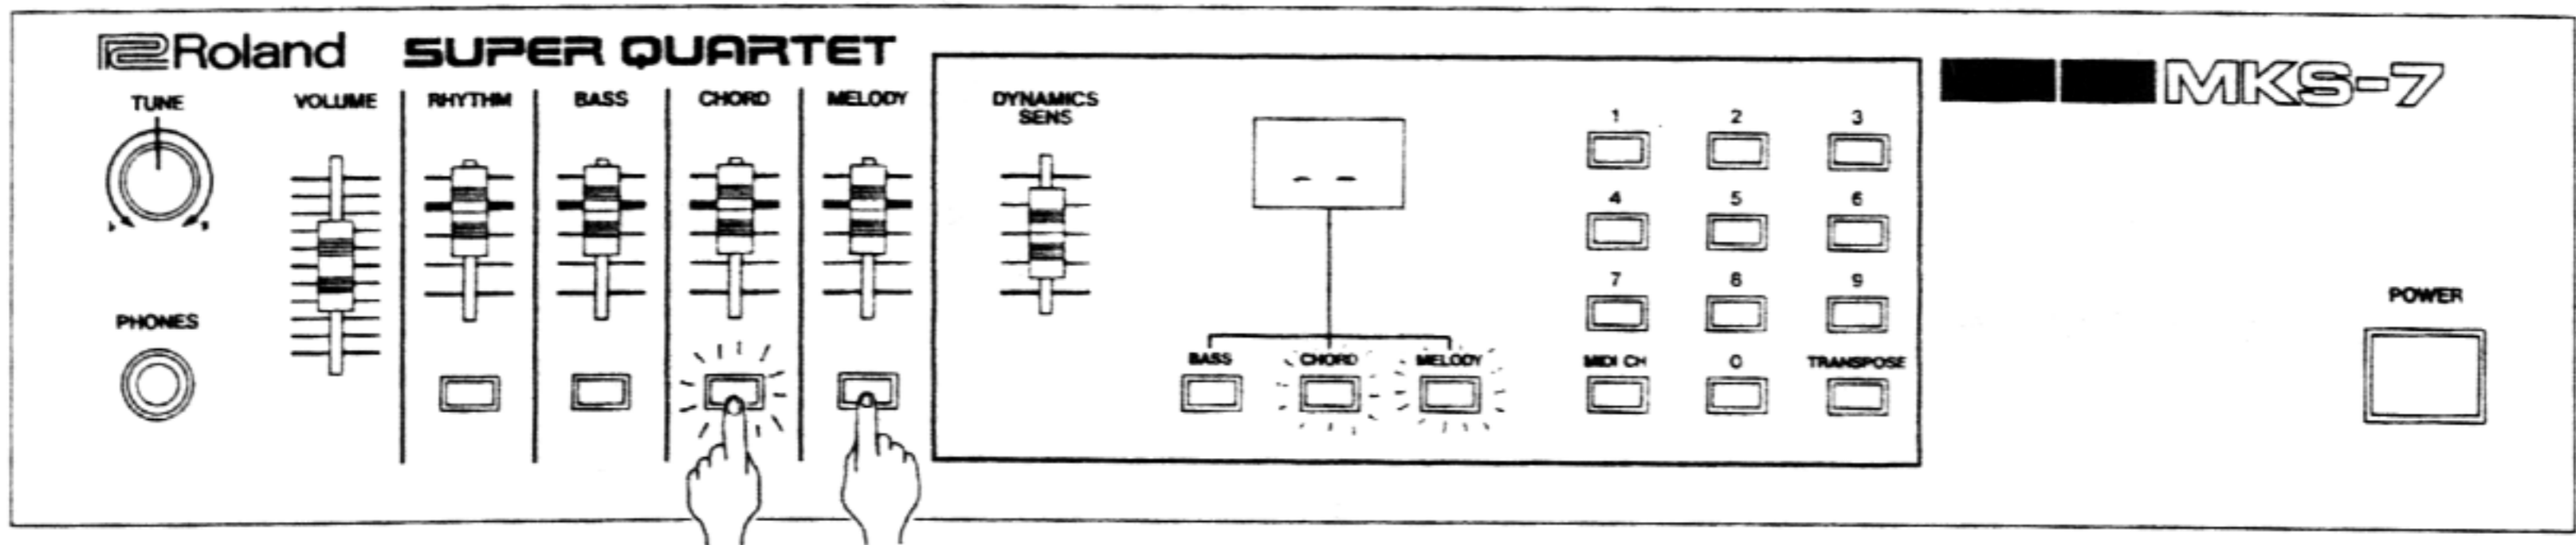 Roland SUPER QUARTET
MKS-7
TUNE
VOLUME
RHYTHM
BASS
CHORD
MELODY
DYNAMICS
SENS
PHONES
1 2 3
4 5 6
7 8 9
MIDI CH 0 TRANSPOSE
BASS CHORD MELODY
-- 
POWER